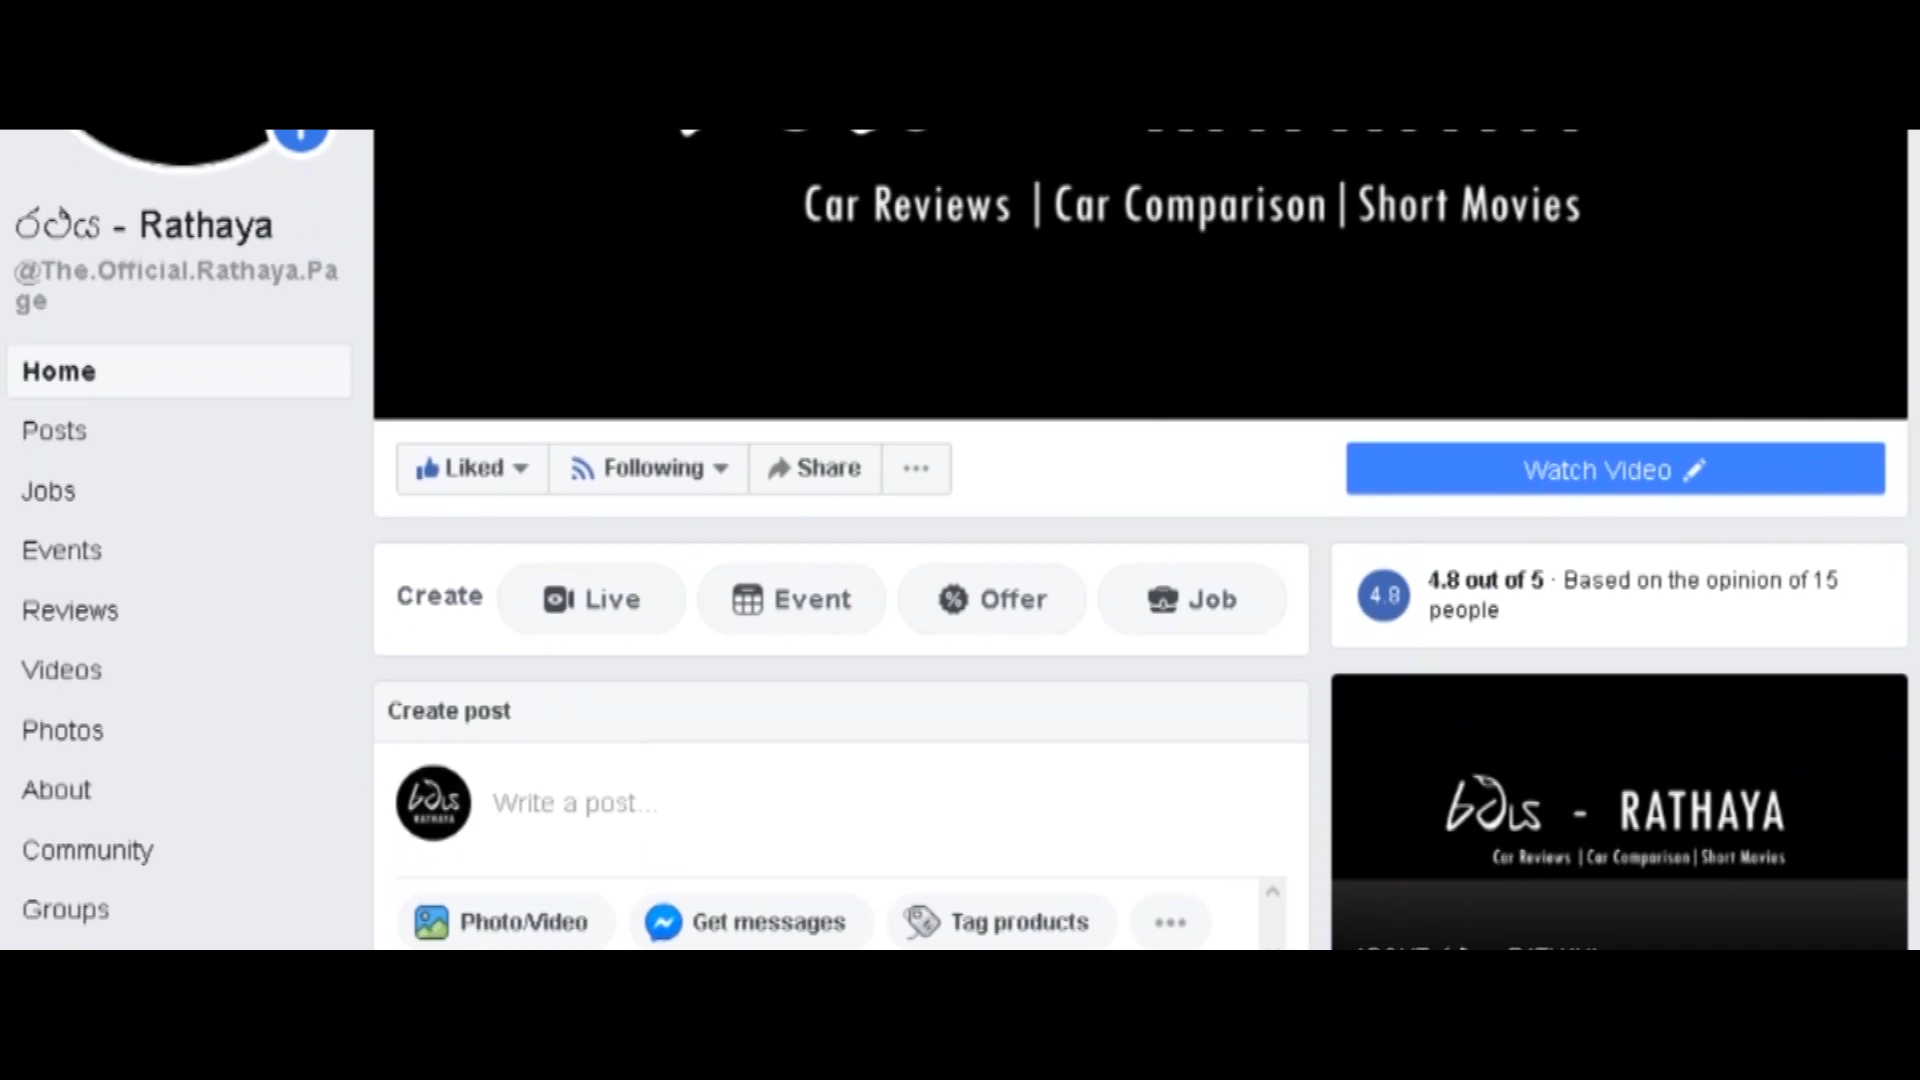 රථය - Rathaya
@The.Official.Rathaya.Pa
ge
Home
Posts
Jobs
Events
Reviews
Videos
Photos
About
Community
Groups
Car Reviews | Car Comparison | Short Movies
Liked
Following
Share
Watch Video
Create
Live
Event
Offer
Job
4.8
4.8 out of 5 · Based on the opinion of 15
people
Create post
රථය
RATHAYA
Write a post...
Photo/Video
Get messages
Tag products
රථය - RATHAYA
Car Reviews | Car Comparison | Short Movies